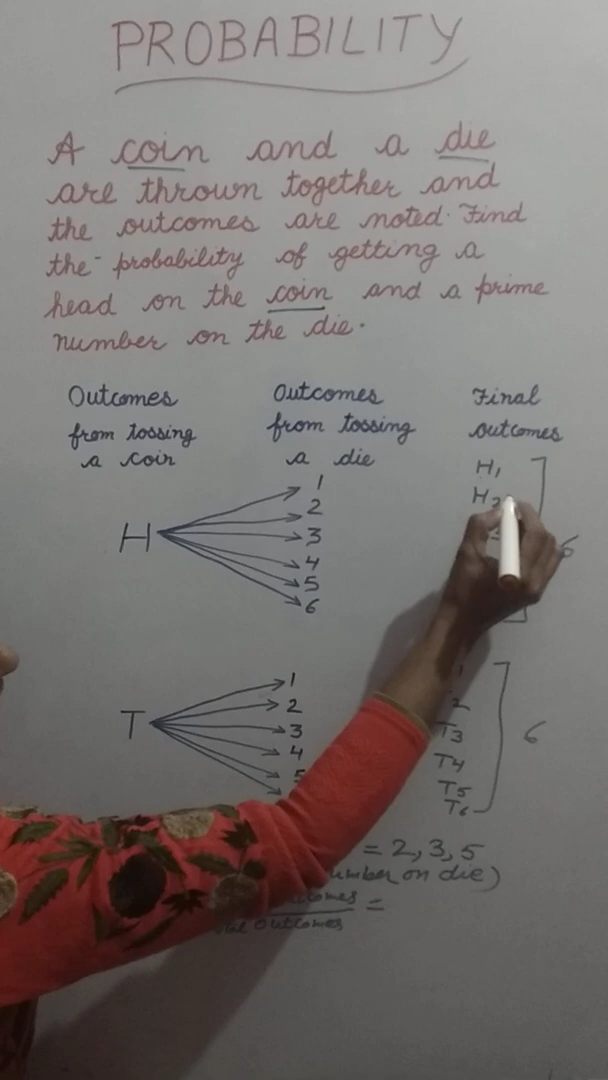 PROBABILITY
A coin and a die
are thrown together and
the outcomes are noted. Find
the probability of getting a
head on the coin and a prime
number on the die.
Outcomes
from tossing
a coin
Outcomes
from tossing
a die
Final
outcomes
H
1
2
3
4
5
6
H1
H2
6
T
1
2
3
4
5
T3
T4
T5
T6
6
= 2, 3, 5
on die)
=
outcomes